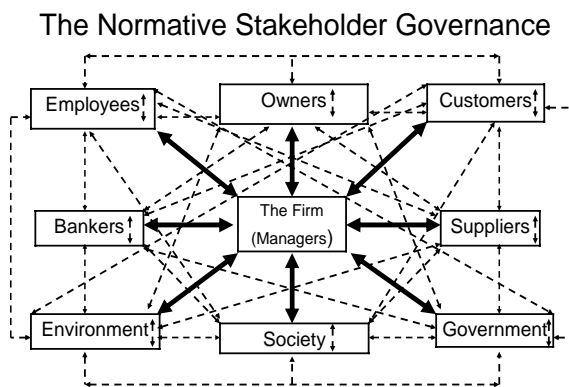 The Normative Stakeholder Governance
Employees
Owners
Customers
Bankers
The Firm
(Managers)
Suppliers
Environment
Society
Government